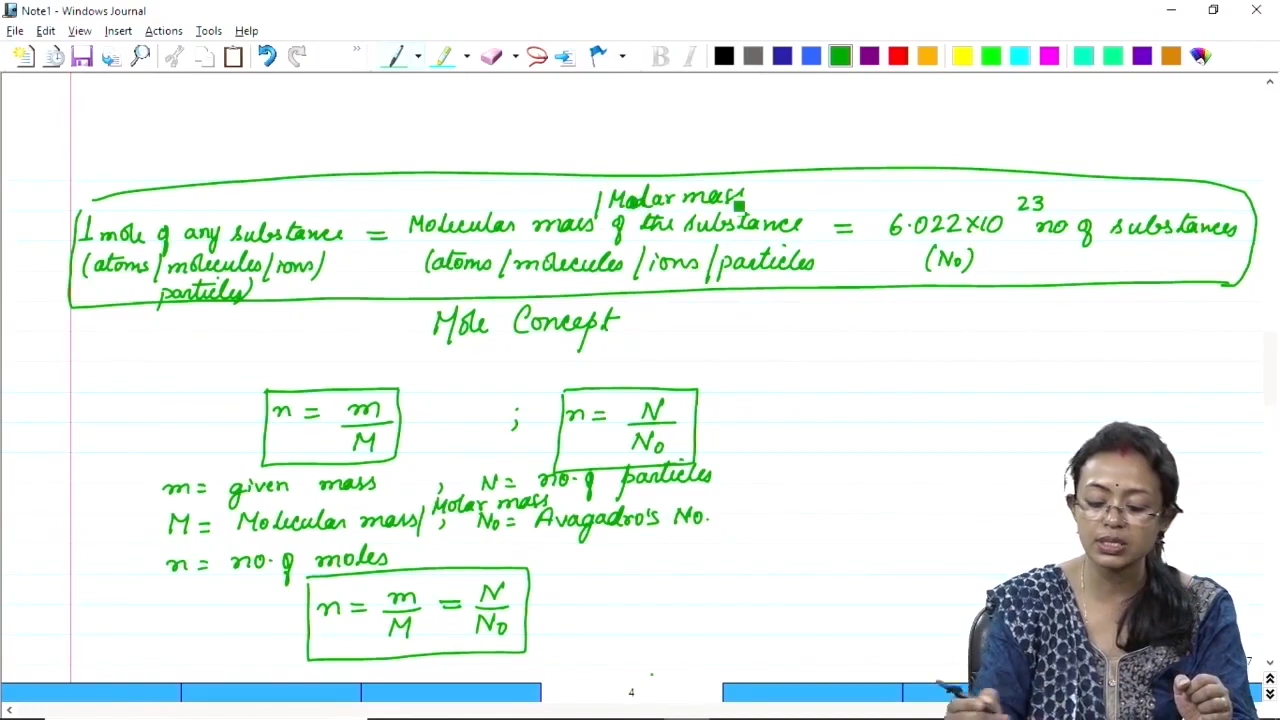 Note1 - Windows Journal
File Edit View Insert Actions Tools Help
B I
/ Molar mass
1 mole of any substance = Molecular mass of the substance = 6.022×10 23 no of substances
(atoms/molecules/ions/ (atoms/molecules/ions/particles (N₀)
particles)
Mole Concept
n = m/M ; n = N/N₀
m = given mass , N = no. of particles
Molar mass
M = Molecular mass/ ; N₀ = Avagadro's No.
n = no. of moles
n = m/M = N/N₀
7
4